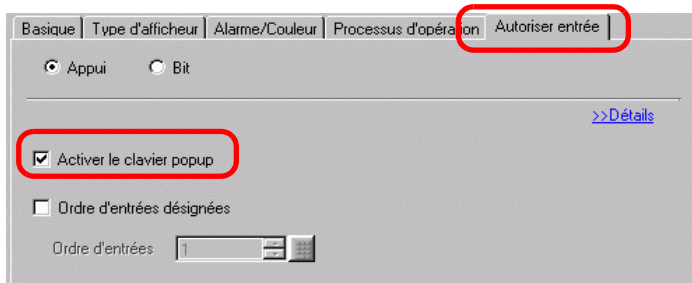 Basique Type d'afficheur Alarme/Couleur Processus d'opération Autoriser entrée
Appui Bit
>>Détails
Activer le clavier popup
Ordre d'entrées désignées
Ordre d'entrées 1